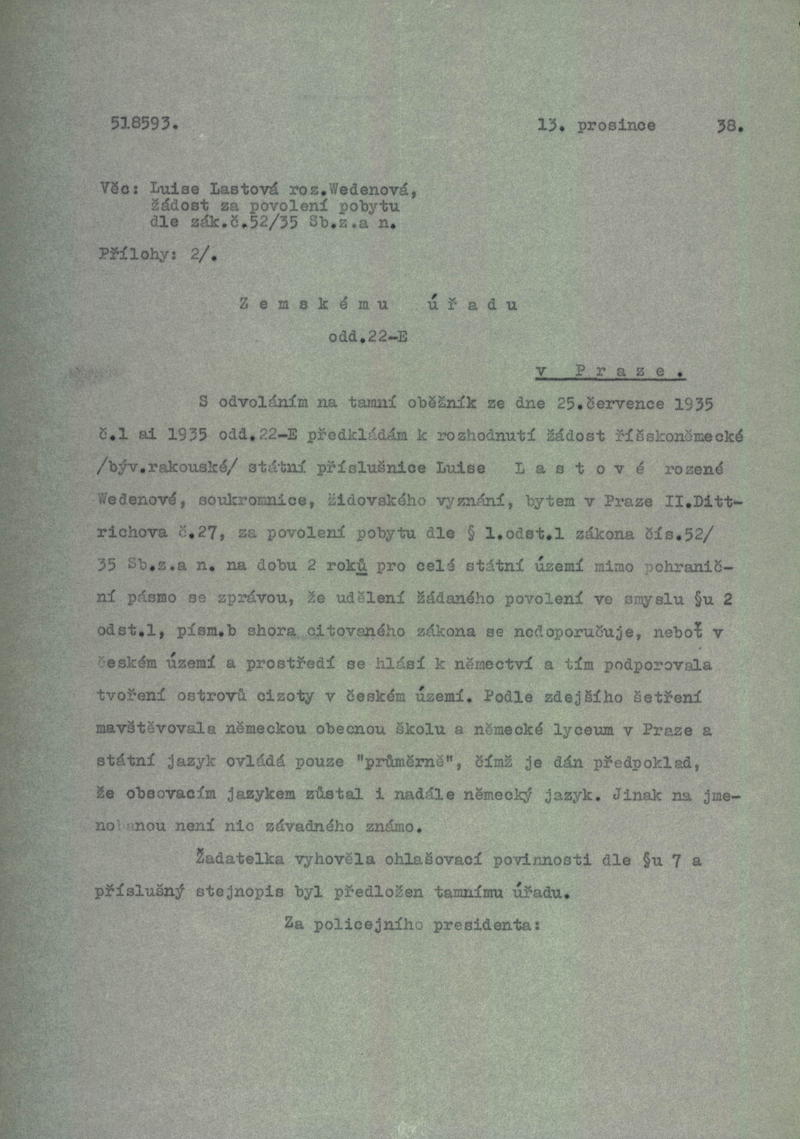 518593. 13. prosince 38.
Věc: Luise Lastová roz.Wedenová,
žádost za povolení pobytu
dle zák.č.52/35 Sb.z.a n.
Přílohy: 2/.
Z e m s k é m u ú ř a d u
odd.22-E
v P r a z e .
S odvoláním na tamní oběžník ze dne 25.července 1935
č.1 ai 1935 odd.22-E předkládám k rozhodnutí žádost říšskoněmecké
/býv.rakouské/ státní příslušnice Luise L a s t o v é rozené
Wedenové, soukromnice, židovského vyznání, bytem v Praze II.Ditt-
richova č.27, za povolení pobytu dle § 1.odst.1 zákona čís.52/
35 Sb.z.a n. na dobu 2 roků pro celé státní území mimo pohranič-
ní pásmo se zprávou, že udělení žádaného povolení ve smyslu §u 2
odst.1, písm.b shora citovaného zákona se nedoporučuje, neboť v
českém území a prostředí se hlásí k němectví a tím podporovala
tvoření ostrovů cizoty v českém území. Podle zdejšího šetření
mavštěvovala německou obecnou školu a německé lyceum v Praze a
státní jazyk ovládá pouze "průměrně", čímž je dán předpoklad,
že obsovacím jazykem zůstal i nadále německý jazyk. Jinak na jme-
nobanou není nic závadného známo.
Žadatelka vyhověla ohlašovací povinnosti dle §u 7 a
příslušný stejnopis byl předložen tamnímu úřadu.
Za policejního presidenta: